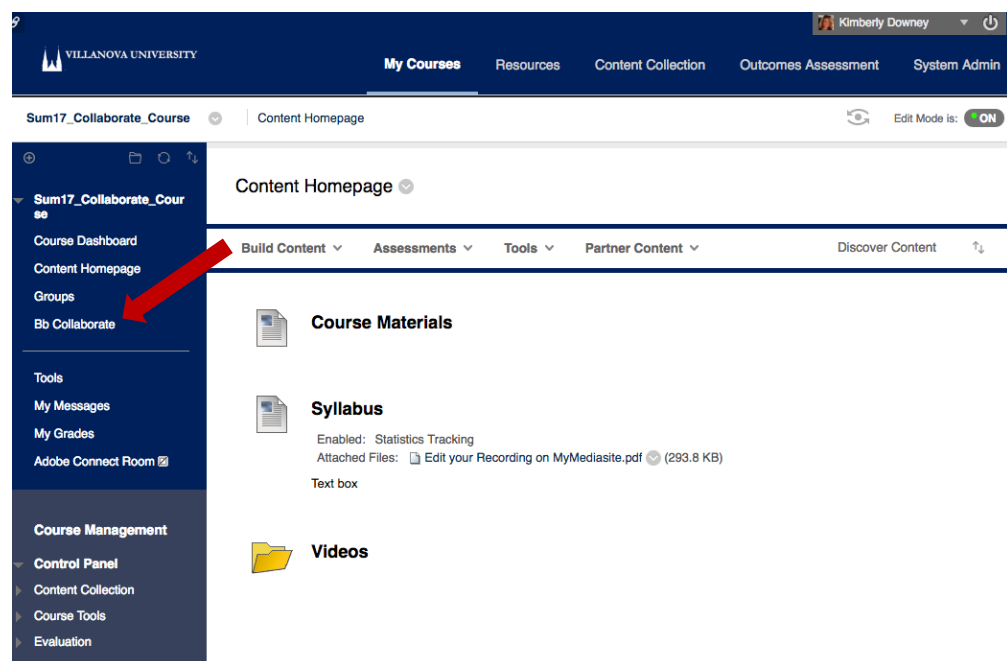 Kimberly Downey
VILLANOVA UNIVERSITY
My Courses Resources Content Collection Outcomes Assessment System Admin
Sum17_Collaborate_Course Content Homepage Edit Mode is: ON
Sum17_Collaborate_Cour
se
Course Dashboard
Content Homepage
Groups
Bb Collaborate
Tools
My Messages
My Grades
Adobe Connect Room
Course Management
Control Panel
Content Collection
Course Tools
Evaluation
Content Homepage
Build Content Assessments Tools Partner Content Discover Content
Course Materials
Syllabus
Enabled: Statistics Tracking
Attached Files: Edit your Recording on MyMediasite.pdf (293.8 KB)
Text box
Videos